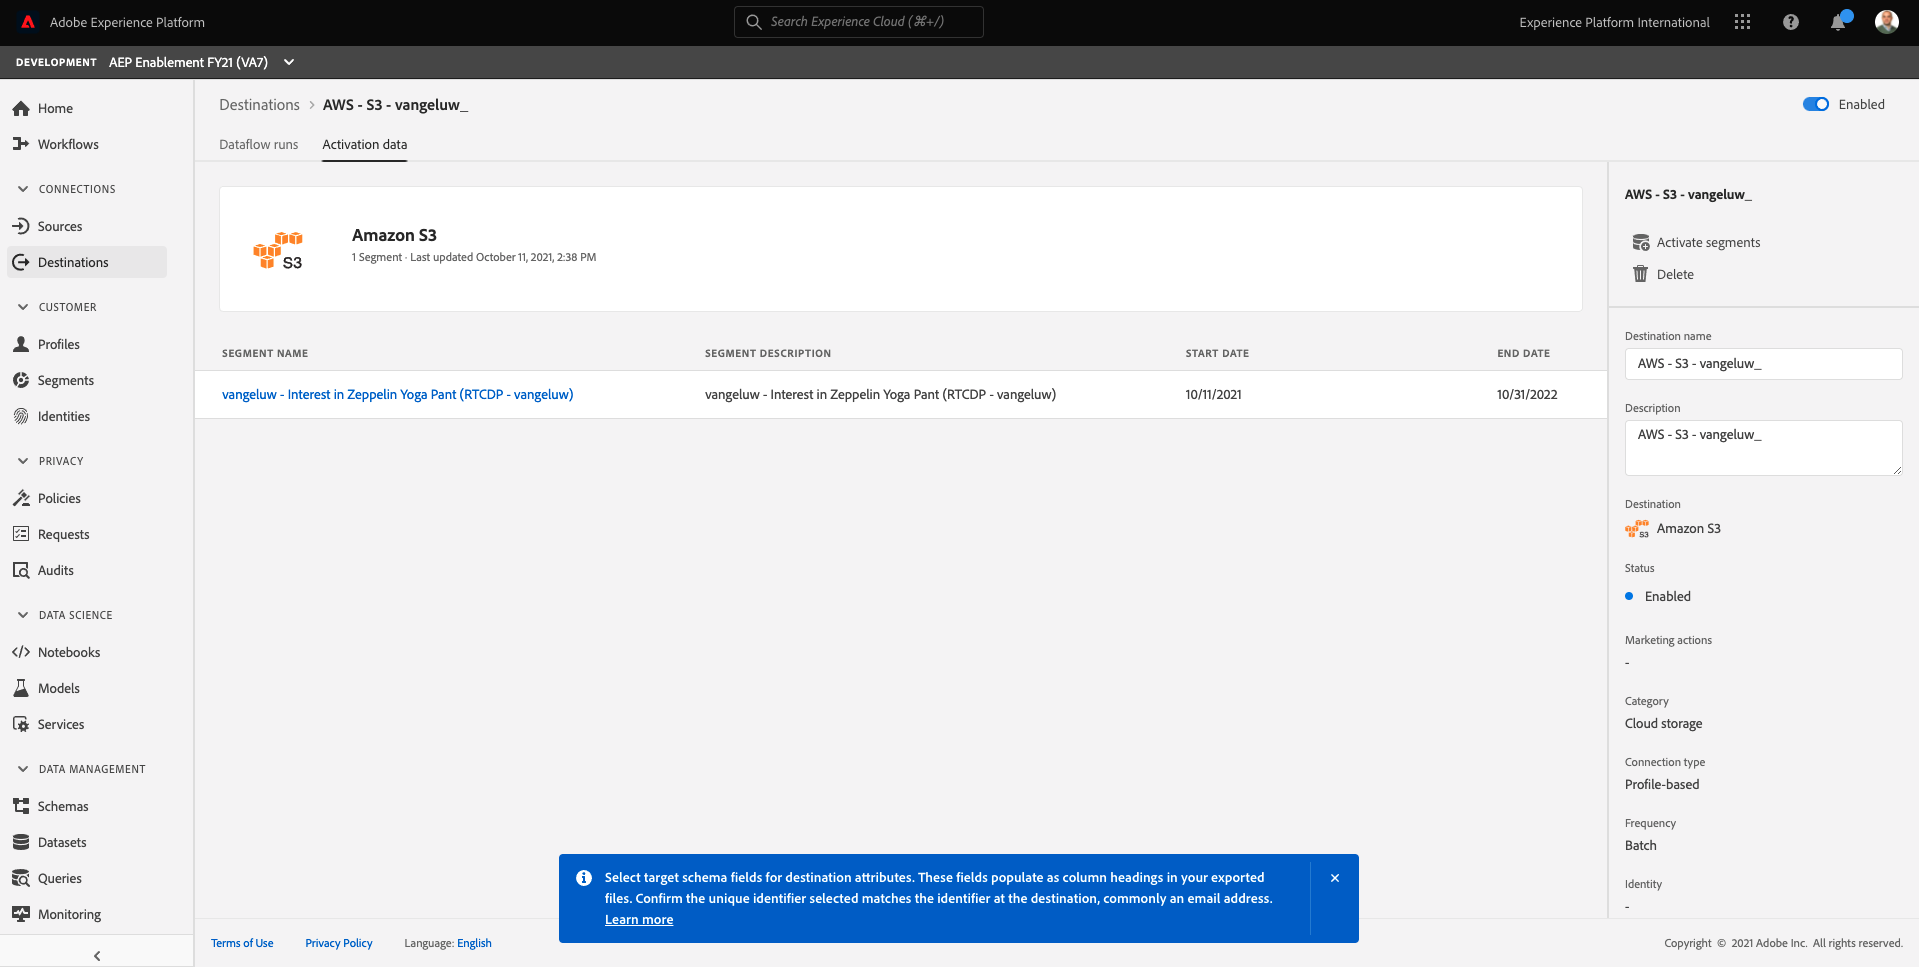 Adobe Experience Platform
Search Experience Cloud (⌘+/)
Experience Platform International
DEVELOPMENT AEP Enablement FY21 (VA7)
Home
Workflows
CONNECTIONS
Sources
Destinations
CUSTOMER
Profiles
Segments
Identities
PRIVACY
Policies
Requests
Audits
DATA SCIENCE
Notebooks
Models
Services
DATA MANAGEMENT
Schemas
Datasets
Queries
Monitoring
Destinations > AWS - S3 - vangeluw_
Enabled
Dataflow runs Activation data
S3
Amazon S3
1 Segment · Last updated October 11, 2021, 2:38 PM
SEGMENT NAME SEGMENT DESCRIPTION START DATE END DATE
vangeluw - Interest in Zeppelin Yoga Pant (RTCDP - vangeluw) vangeluw - Interest in Zeppelin Yoga Pant (RTCDP - vangeluw) 10/11/2021 10/31/2022
AWS - S3 - vangeluw_
Activate segments
Delete
Destination name
AWS - S3 - vangeluw_
Description
AWS - S3 - vangeluw_
Destination
S3 Amazon S3
Status
Enabled
Marketing actions
-
Category
Cloud storage
Connection type
Profile-based
Frequency
Batch
Identity
-
Select target schema fields for destination attributes. These fields populate as column headings in your exported
files. Confirm the unique identifier selected matches the identifier at the destination, commonly an email address.
Learn more
Terms of Use Privacy Policy Language: English
Copyright © 2021 Adobe Inc. All rights reserved.